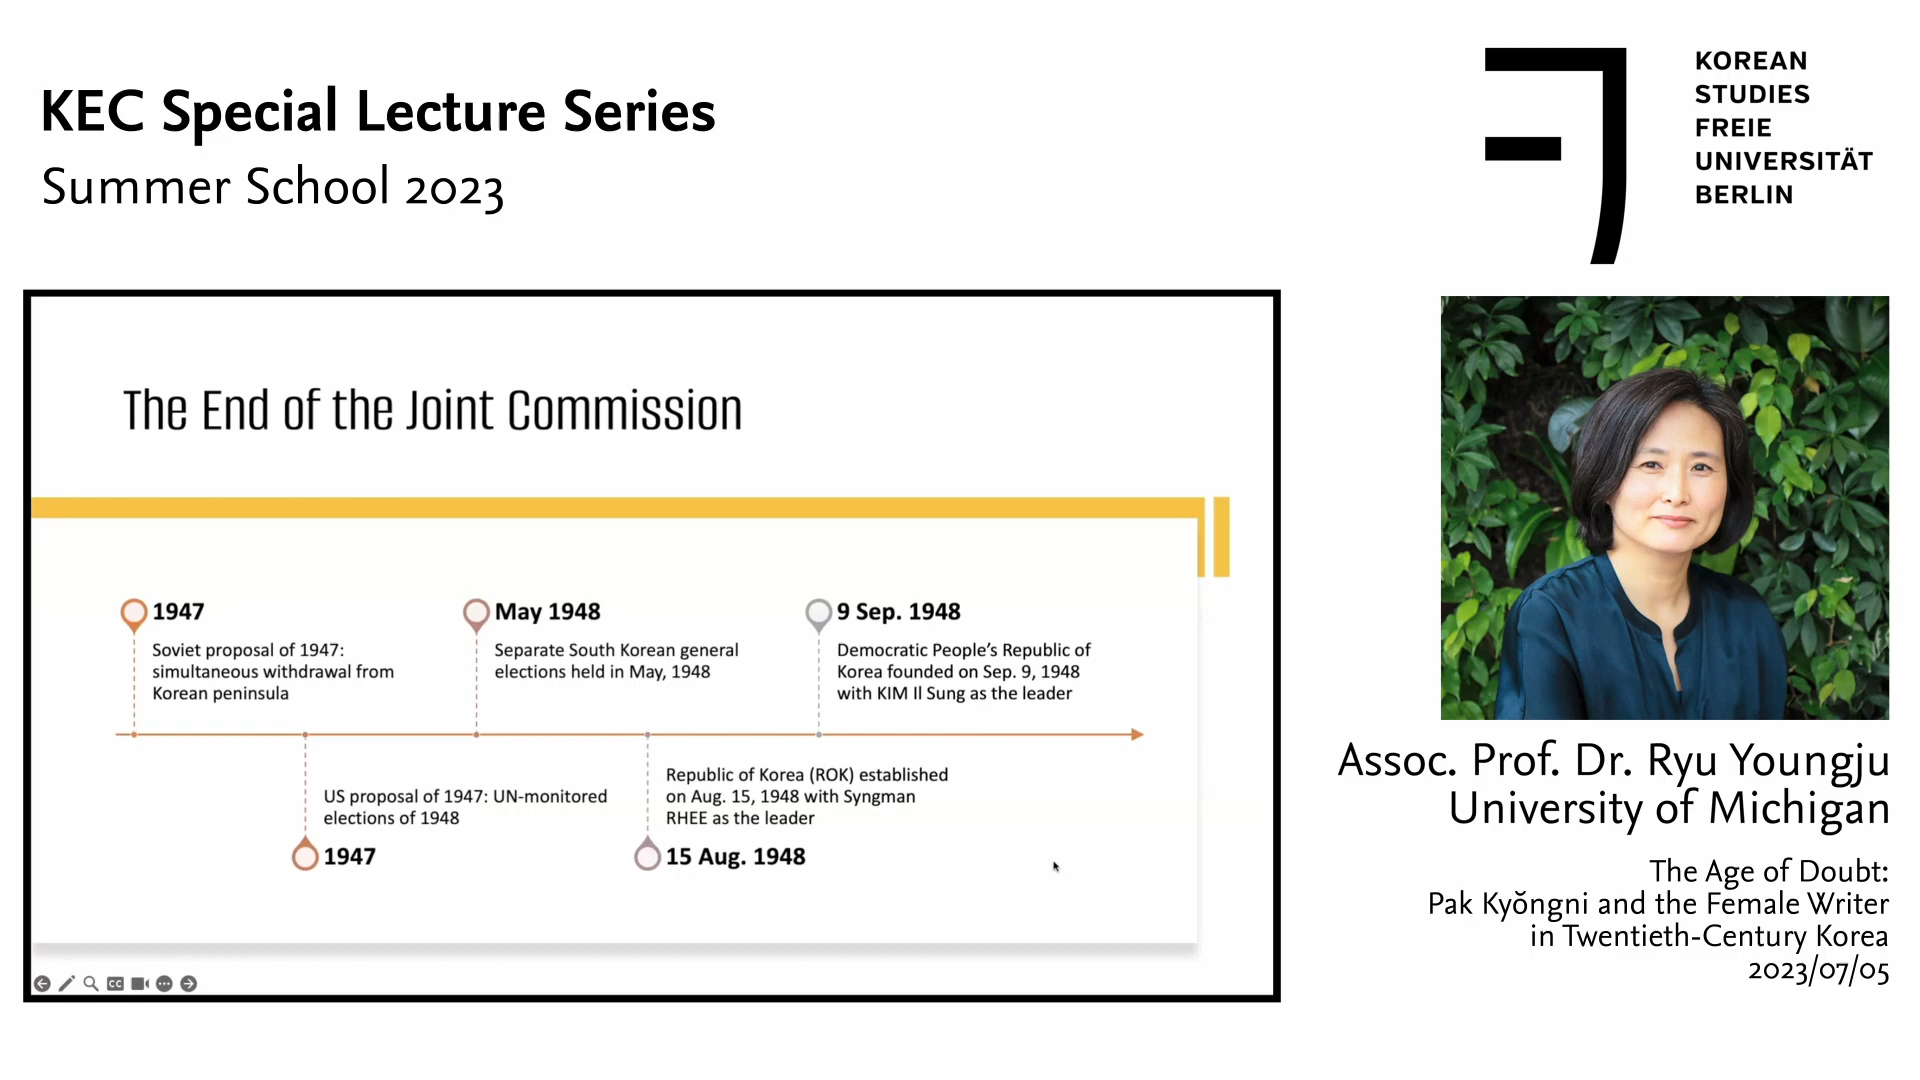 KEC Special Lecture Series
Summer School 2023
KOREAN
STUDIES
FREIE
UNIVERSITÄT
BERLIN
The End of the Joint Commission
1947
Soviet proposal of 1947:
simultaneous withdrawal from
Korean peninsula
May 1948
Separate South Korean general
elections held in May, 1948
9 Sep. 1948
Democratic People's Republic of
Korea founded on Sep. 9, 1948
with KIM Il Sung as the leader
US proposal of 1947: UN-monitored
elections of 1948
1947
Republic of Korea (ROK) established
on Aug. 15, 1948 with Syngman
RHEE as the leader
15 Aug. 1948
CC
Assoc. Prof. Dr. Ryu Youngju
University of Michigan
The Age of Doubt:
Pak Kyŏngni and the Female Writer
in Twentieth-Century Korea
2023/07/05